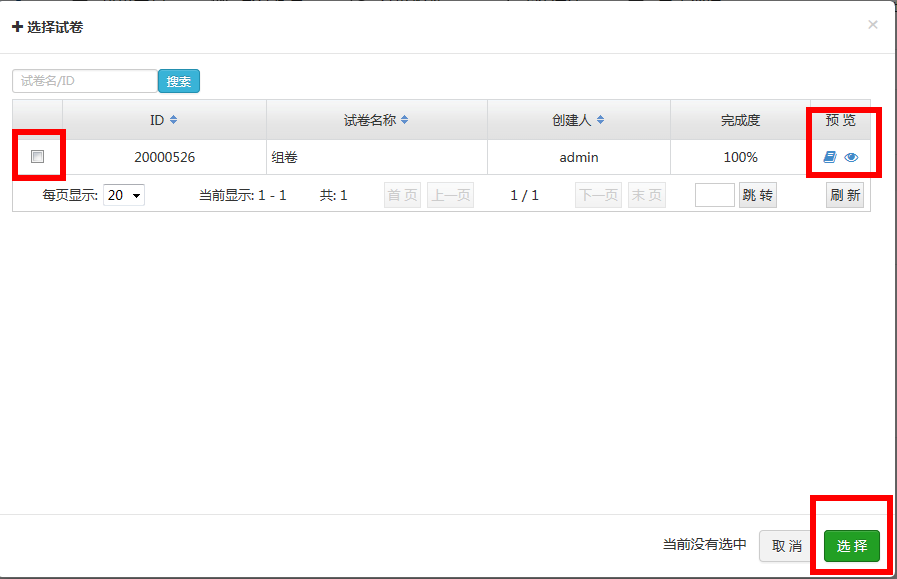 选择试卷 ×
试卷名/ID 搜索
ID 试卷名称 创建人 完成度 预 览
20000526 组卷 admin 100%
每页显示: 20 当前显示: 1 - 1 共: 1 首 页 上一页 1 / 1 下一页 末 页 跳 转 刷 新
当前没有选中 取 消 选 择